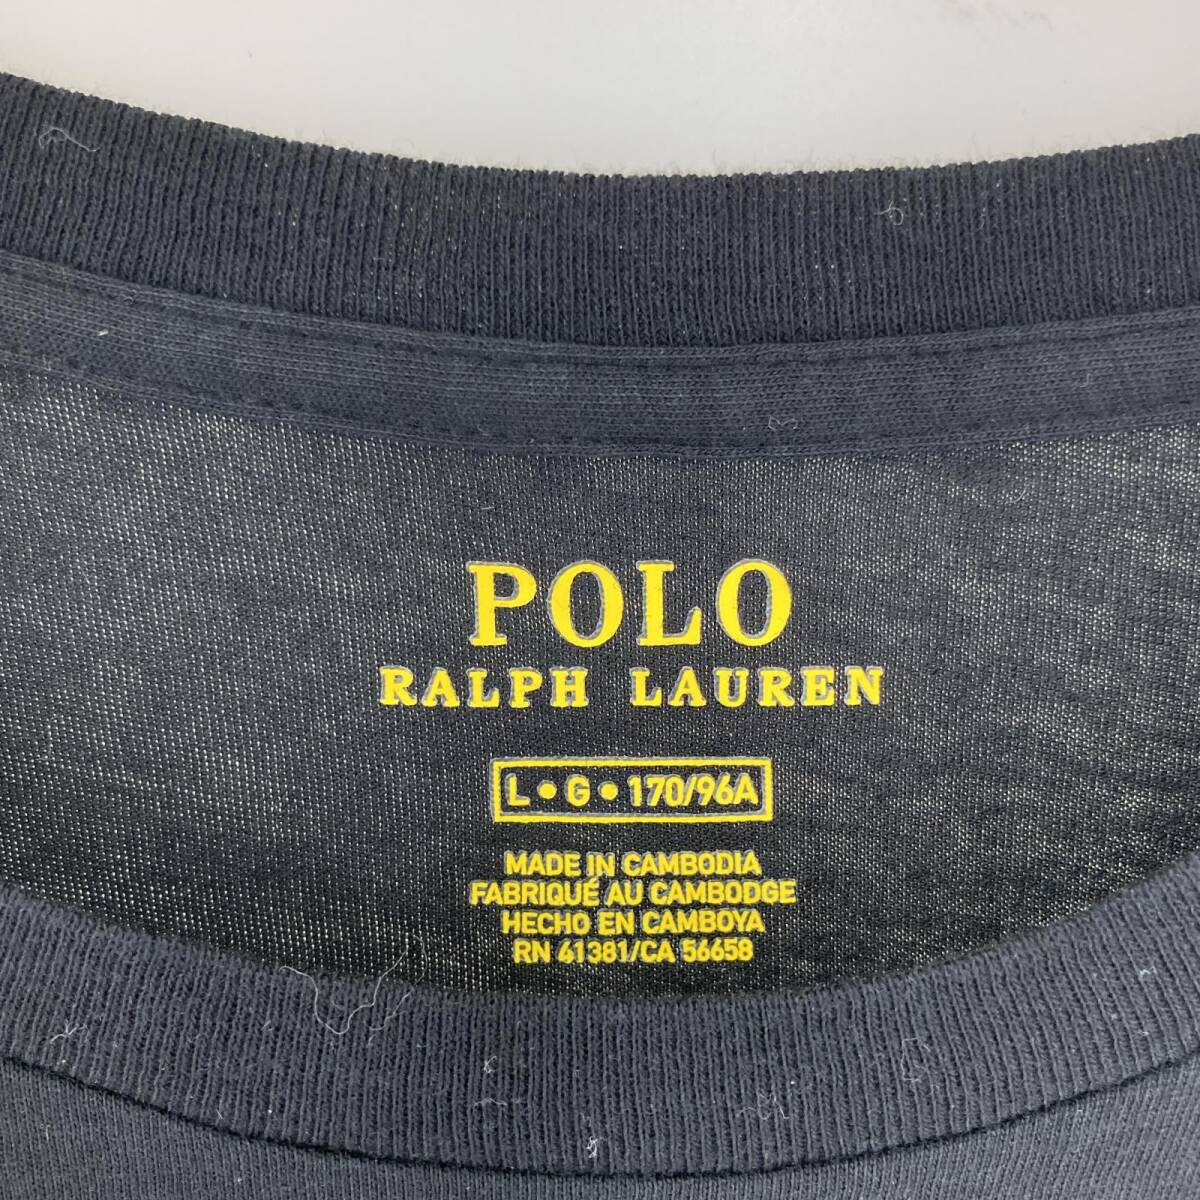 POLO
RALPH LAUREN
L • G • 170/96A
MADE IN CAMBODIA
FABRIQUÉ AU CAMBODGE
HECHO EN CAMBOYA
RN 41381/CA 56658